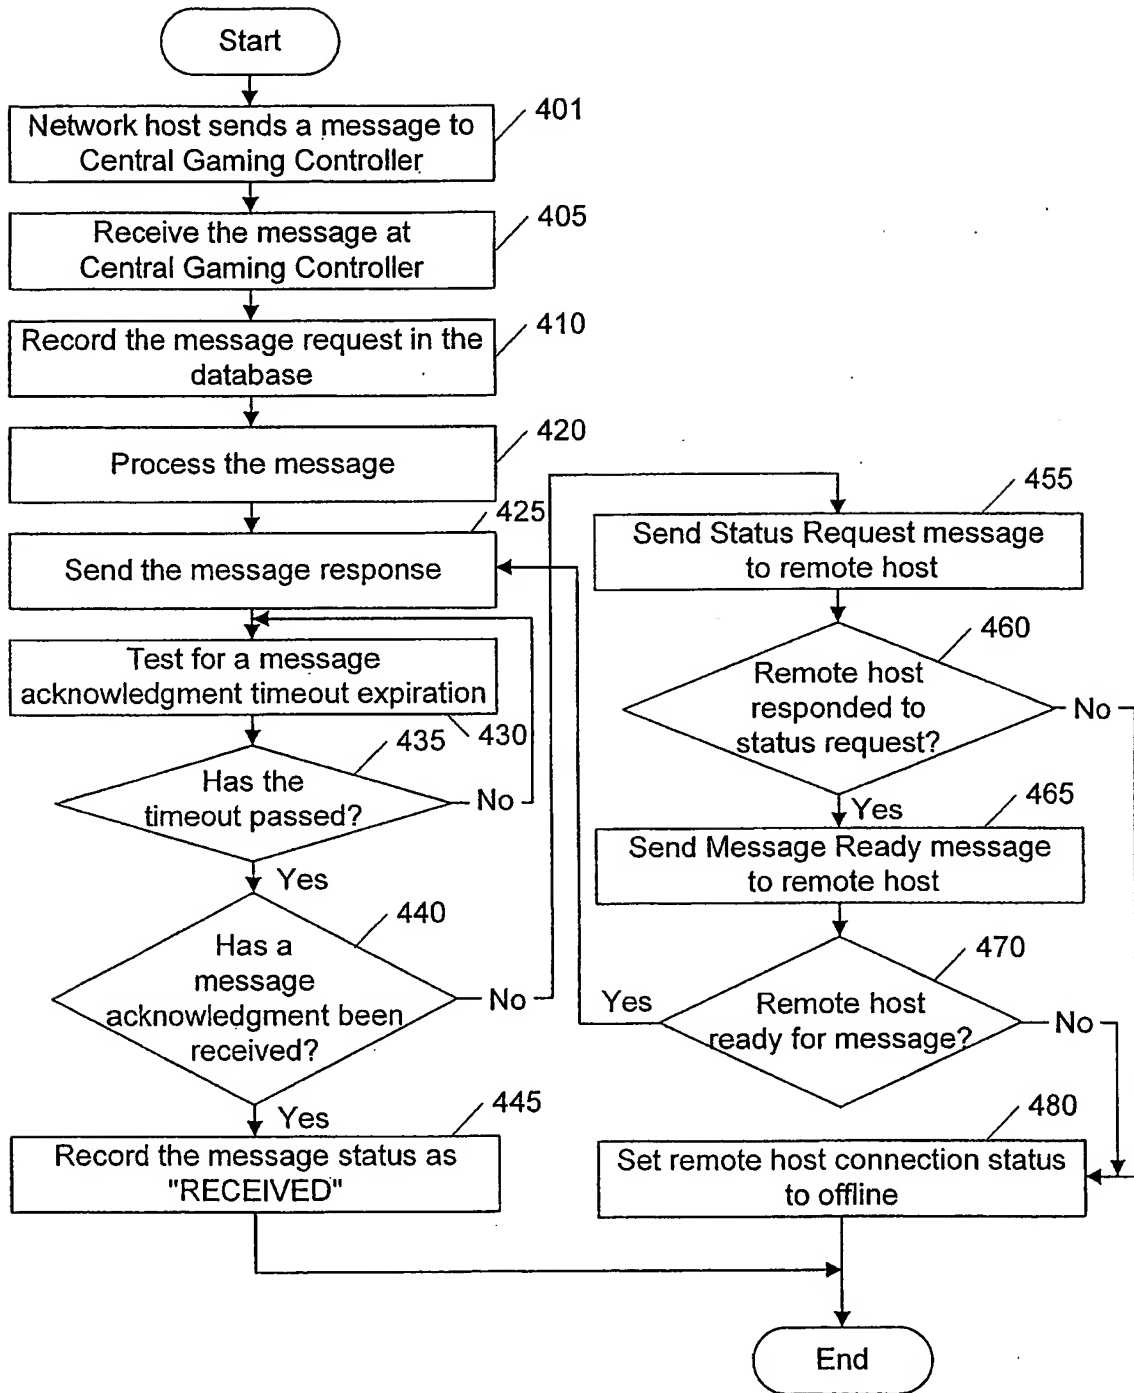 Start
Network host sends a message to
Central Gaming Controller
401
Receive the message at
Central Gaming Controller
405
Record the message request in the
database
410
Process the message
420
Send the message response
425
Test for a message
acknowledgment timeout expiration
430
Has the
timeout passed?
435
No
Yes
Has a
message
acknowledgment been
received?
440
No
Yes
Record the message status as
"RECEIVED"
445
Send Status Request message
to remote host
455
Remote host
responded to
status request?
460
No
Yes
Send Message Ready message
to remote host
465
Remote host
ready for message?
470
Yes
No
Set remote host connection status
to offline
480
End